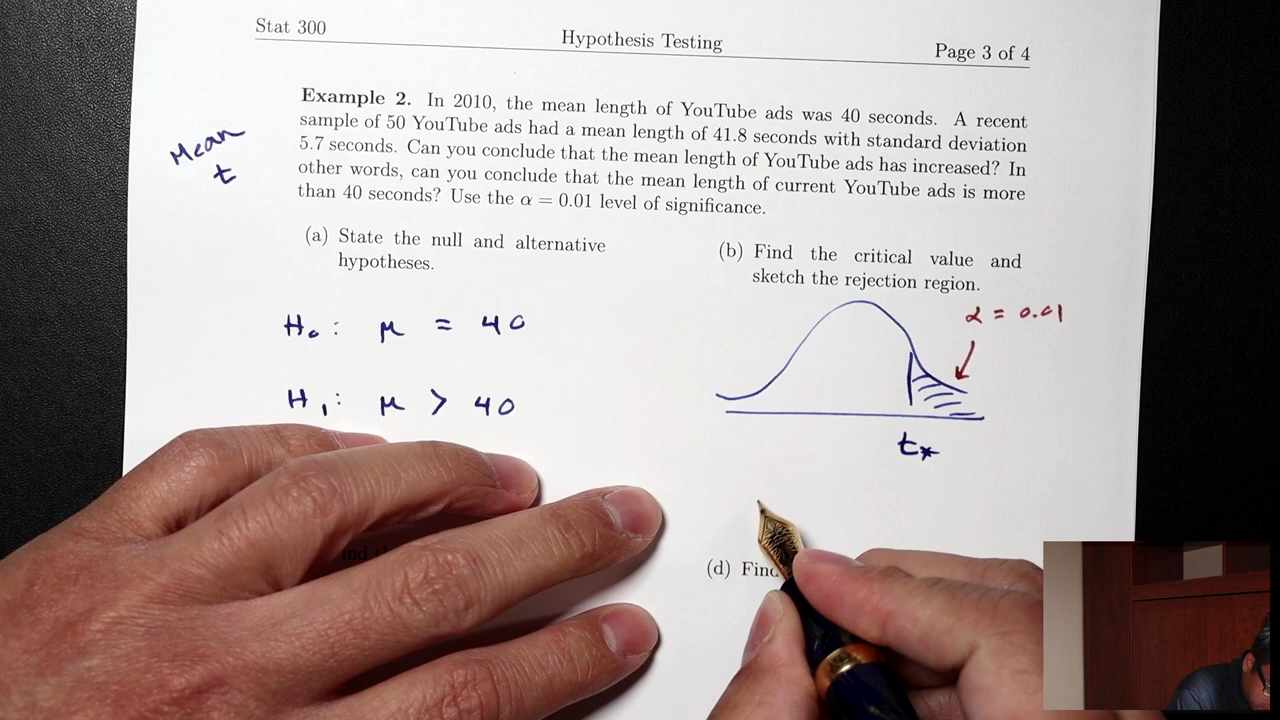 Stat 300
Hypothesis Testing
Page 3 of 4
Example 2. In 2010, the mean length of YouTube ads was 40 seconds. A recent
sample of 50 YouTube ads had a mean length of 41.8 seconds with standard deviation
5.7 seconds. Can you conclude that the mean length of YouTube ads has increased? In
other words, can you conclude that the mean length of current YouTube ads is more
than 40 seconds? Use the α = 0.01 level of significance.
Mean
t
(a) State the null and alternative
hypotheses.
H₀: μ = 40
H₁: μ > 40
(b) Find the critical value and
sketch the rejection region.
α = 0.01
t*
(d) Find